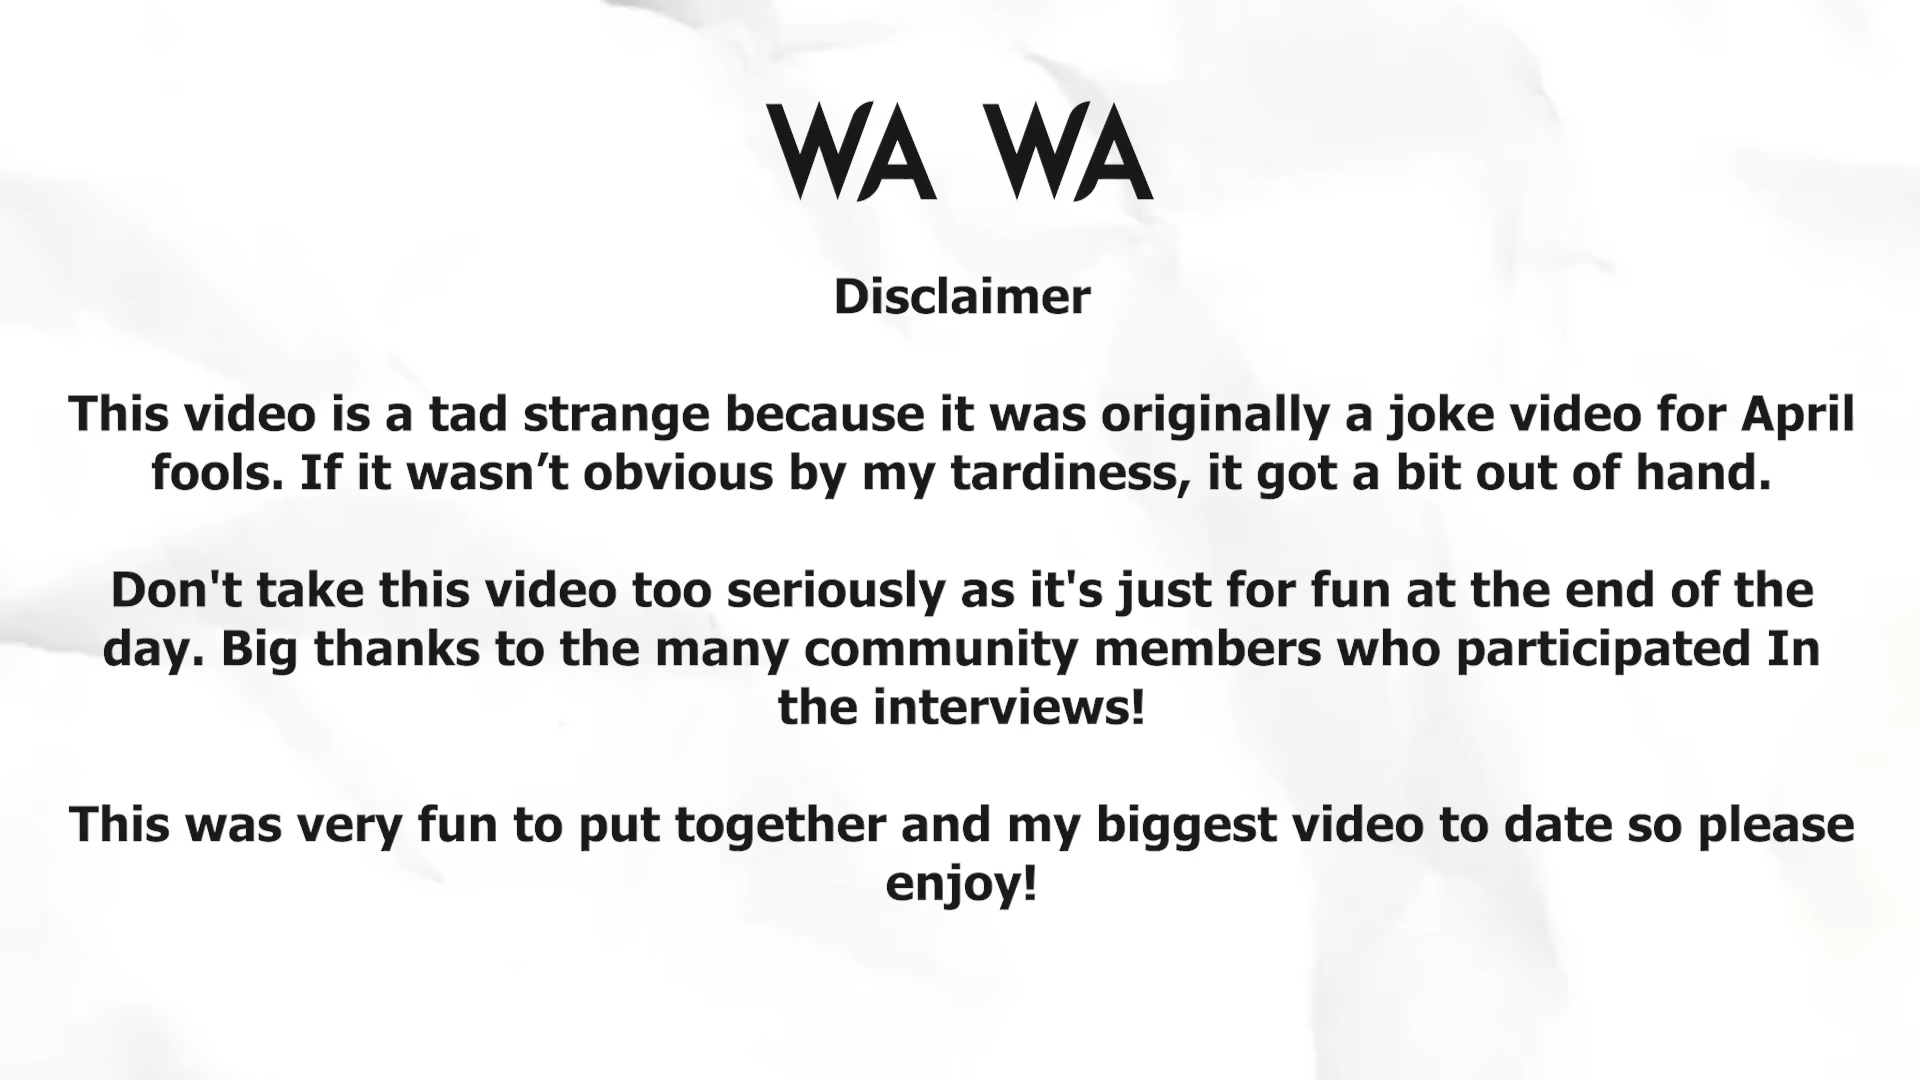 WA WA
Disclaimer
This video is a tad strange because it was originally a joke video for April
fools. If it wasn’t obvious by my tardiness, it got a bit out of hand.
Don't take this video too seriously as it's just for fun at the end of the
day. Big thanks to the many community members who participated In
the interviews!
This was very fun to put together and my biggest video to date so please
enjoy!